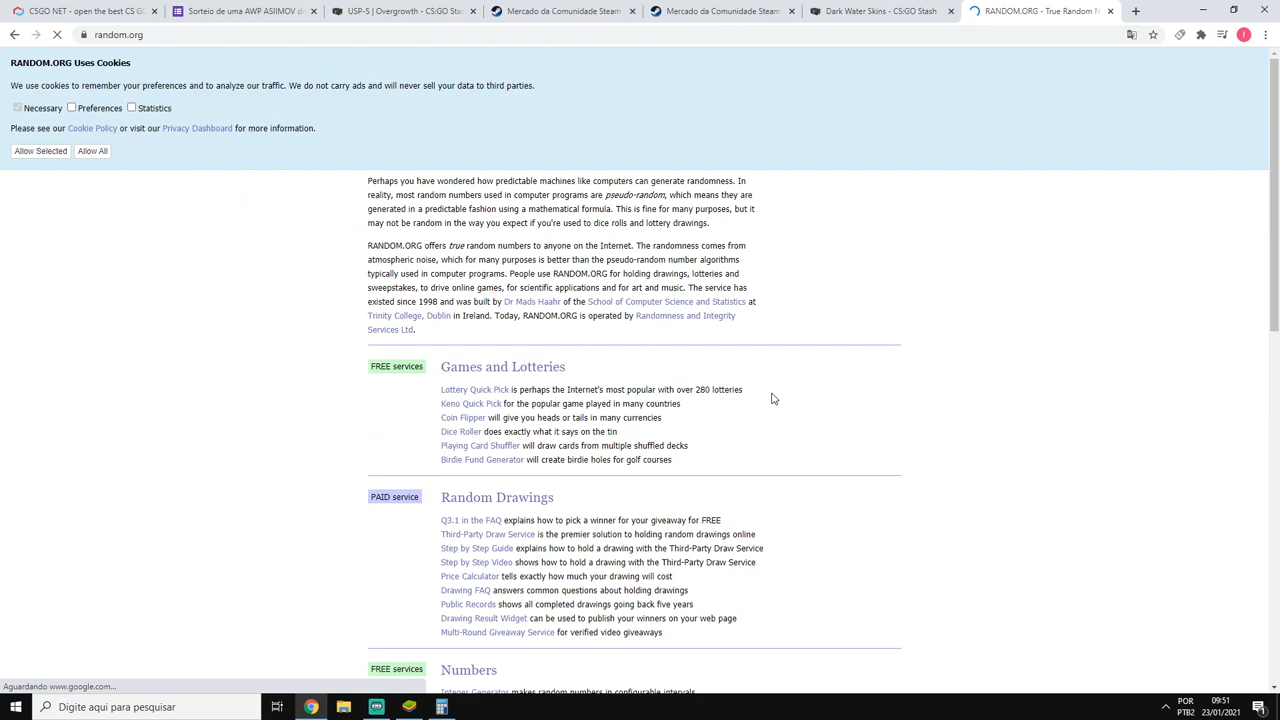 CSGO NET - best CS GO
Sorteio de uma AWP ASIIMOV d
USP-S | Overgrowth - CS:GO Stas
Mercado da Comunidade Steam
Mercado da Comunidade Steam
Dark Water Skins - CS:GO Stash
RANDOM.ORG - True Random N
random.org
RANDOM.ORG Uses Cookies
We use cookies to remember your preferences and to analyze our traffic. We do not carry ads and will never sell your data to third parties.
Necessary Preferences Statistics
Please see our Cookie Policy or visit our Privacy Dashboard for more information.
Allow Selected Allow All
Perhaps you have wondered how predictable machines like computers can generate randomness. In
reality, most random numbers used in computer programs are pseudo-random, which means they are
generated in a predictable fashion using a mathematical formula. This is fine for many purposes, but it
may not be random in the way you expect if you're used to dice rolls and lottery drawings.
RANDOM.ORG offers true random numbers to anyone on the Internet. The randomness comes from
atmospheric noise, which for many purposes is better than the pseudo-random number algorithms
typically used in computer programs. People use RANDOM.ORG for holding drawings, lotteries and
sweepstakes, to drive online games, for scientific applications and for art and music. The service has
existed since 1998 and was built by Dr Mads Haahr of the School of Computer Science and Statistics at
Trinity College, Dublin in Ireland. Today, RANDOM.ORG is operated by Randomness and Integrity
Services Ltd.
FREE services Games and Lotteries
Lottery Quick Pick is perhaps the Internet's most popular with over 280 lotteries
Keno Quick Pick for the popular game played in many countries
Coin Flipper will give you heads or tails in many currencies
Dice Roller does exactly what it says on the tin
Playing Card Shuffler will draw cards from multiple shuffled decks
Birdie Fund Generator will create birdie holes for golf courses
PAID service Random Drawings
Q3.1 in the FAQ explains how to pick a winner for your giveaway for FREE
Third-Party Draw Service is the premier solution to holding random drawings online
Step by Step Guide explains how to hold a drawing with the Third-Party Draw Service
Step by Step Video shows how to hold a drawing with the Third-Party Draw Service
Price Calculator tells exactly how much your drawing will cost
Drawing FAQ answers common questions about holding drawings
Public Records shows all completed drawings going back five years
Drawing Result Widget can be used to publish your winners on your web page
Multi-Round Giveaway Service for verified video giveaways
FREE services Numbers
Integer Generator makes random numbers in configurable intervals
Aguardando www.google.com...
Digite aqui para pesquisar
POR
PTB2
09:51
23/01/2021